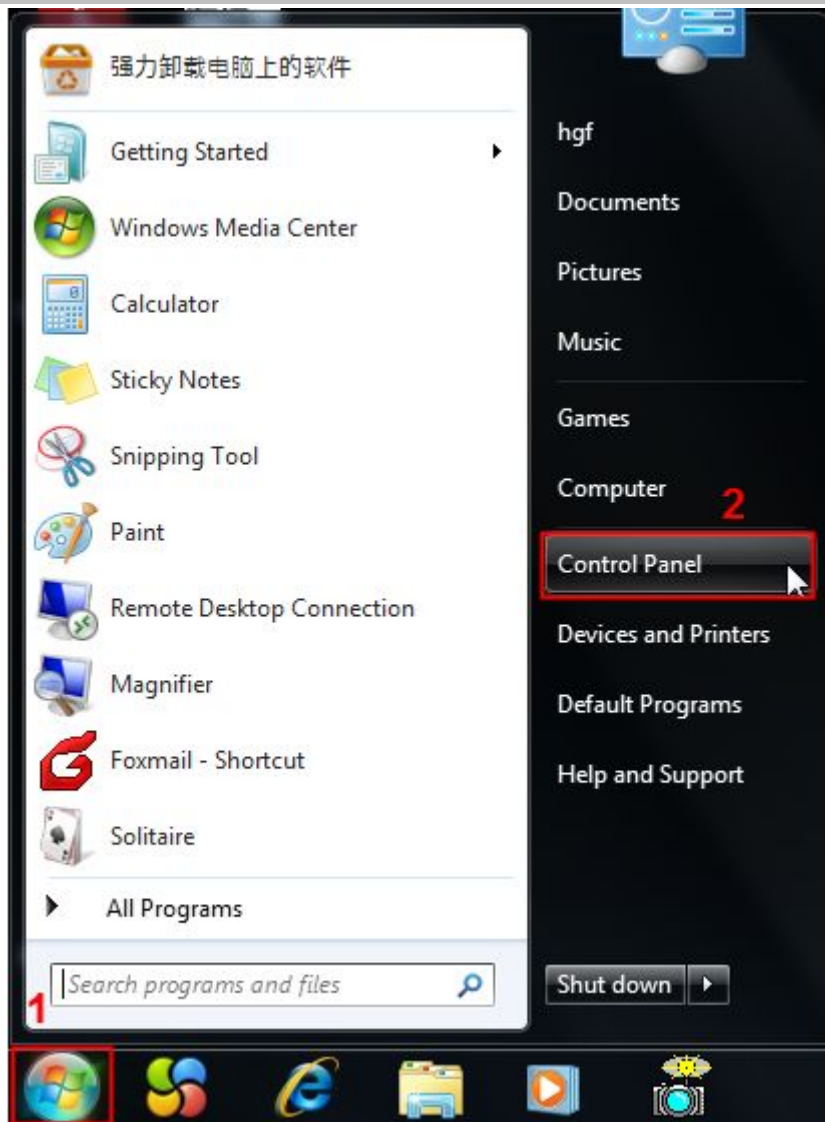 强力卸载电脑上的软件
Getting Started
Windows Media Center
Calculator
Sticky Notes
Snipping Tool
Paint
Remote Desktop Connection
Magnifier
Foxmail - Shortcut
Solitaire
All Programs
Search programs and files
1
hgf
Documents
Pictures
Music
Games
Computer
2
Control Panel
Devices and Printers
Default Programs
Help and Support
Shut down